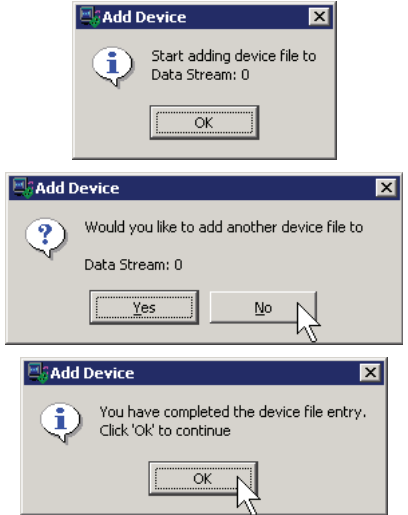 Add Device
Start adding device file to
Data Stream: 0
OK
Add Device
Would you like to add another device file to
Data Stream: 0
Yes
No
Add Device
You have completed the device file entry.
Click 'Ok' to continue
OK